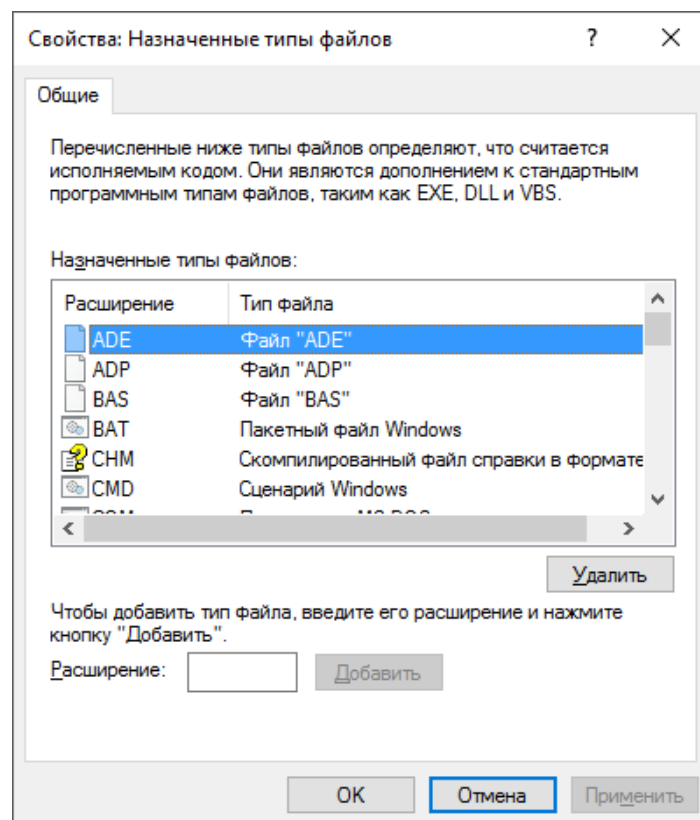 Свойства: Назначенные типы файлов
Общие
Перечисленные ниже типы файлов определяют, что считается
исполняемым кодом. Они являются дополнением к стандартным
программным типам файлов, таким как EXE, DLL и VBS.
Назначенные типы файлов:
Расширение Тип файла
ADE Файл "ADE"
ADP Файл "ADP"
BAS Файл "BAS"
BAT Пакетный файл Windows
CHM Скомпилированный файл справки в формате
CMD Сценарий Windows
Удалить
Чтобы добавить тип файла, введите его расширение и нажмите
кнопку "Добавить".
Расширение: Добавить
OK Отмена Применить